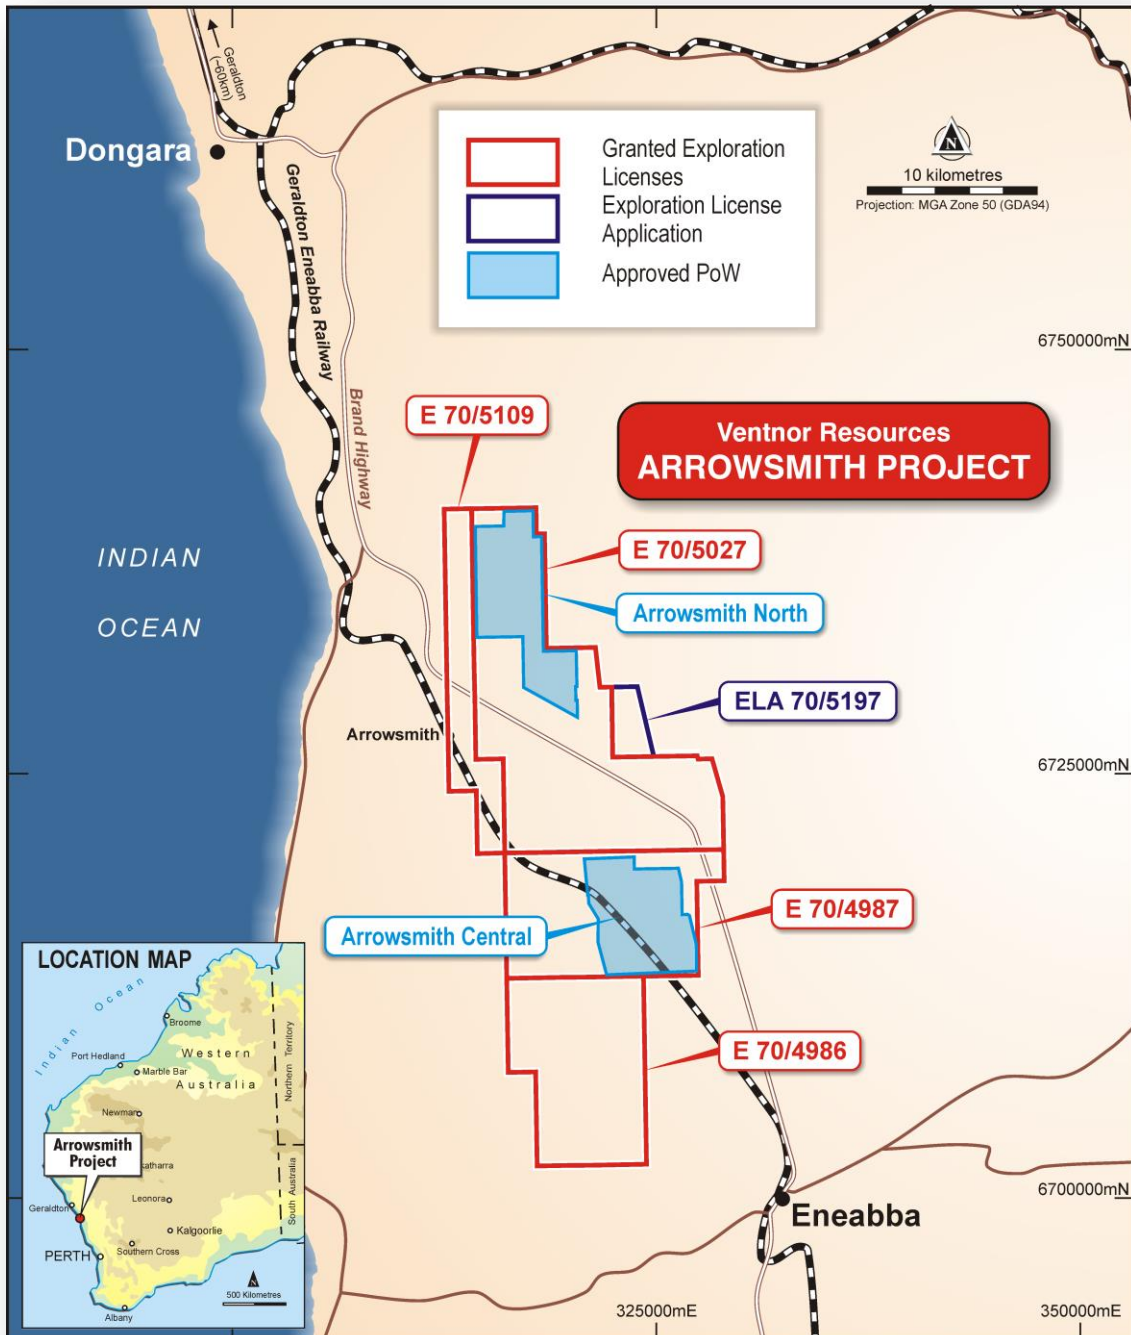 Geraldton
(~60km)
Dongara
Geraldton Eneabba Railway
Brand Highway
Granted Exploration
Licenses
Exploration License
Application
Approved PoW
N
10 kilometres
Projection: MGA Zone 50 (GDA94)
6750000mN
E 70/5109
Ventnor Resources
ARROWSMITH PROJECT
INDIAN
OCEAN
E 70/5027
Arrowsmith North
ELA 70/5197
Arrowsmith
6725000mN
E 70/4987
Arrowsmith Central
E 70/4986
6700000mN
Eneabba
325000mE
350000mE
LOCATION MAP
Indian Ocean
Broome
Port Hedland
Marble Bar
Western
Australia
Northern Territory
Newman
Arrowsmith
Project
katharra
Geraldton
Leonora
Kalgoorlie
South Australia
PERTH
Southern Cross
N
500 Kilometres
Albany